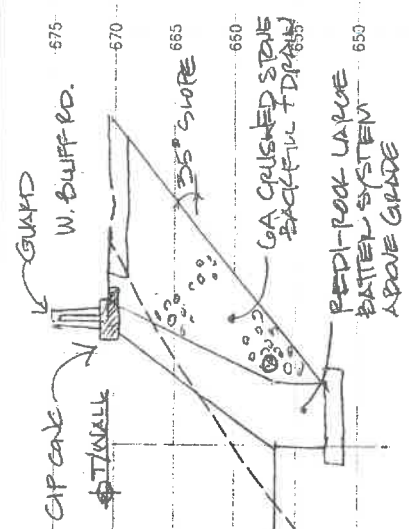 GUARD
W. BLUFF RD.
CIP CONC
T/WALL
35° SLOPE
6A CRUSHED STONE
BACKFILL + DRAIN
REDI-ROCK LARGE
BATTER SYSTEM
ABOVE GRADE
675
670
665
660
655
650